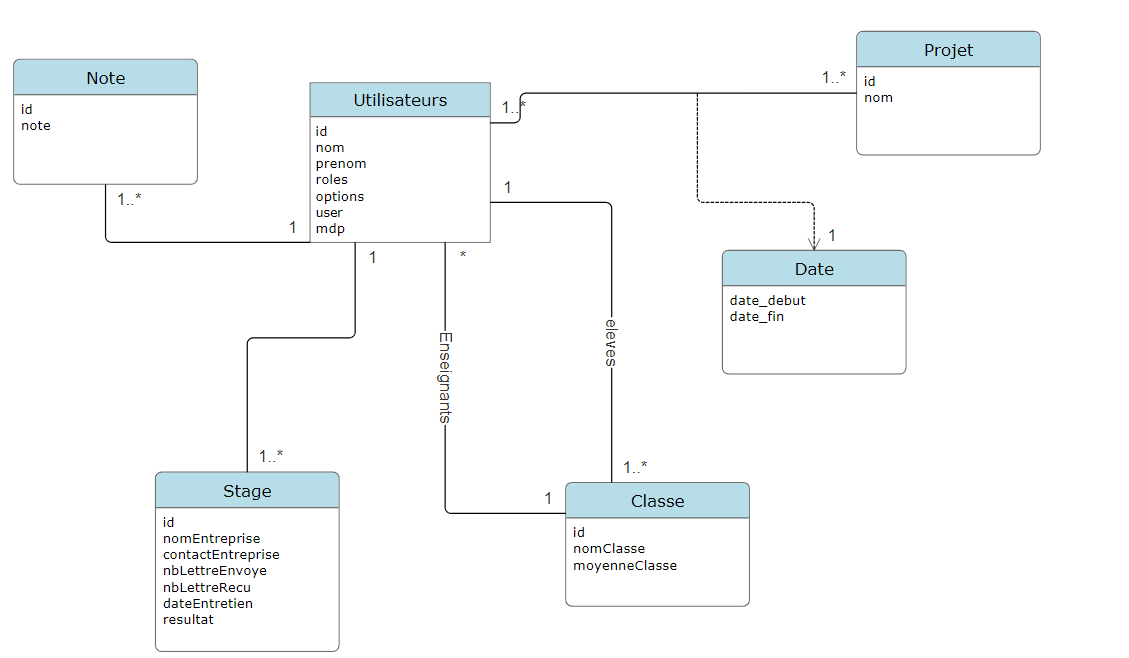 Note
id
note
1..*
1
Utilisateurs
id
nom
prenom
roles
options
user
mdp
1..*
1..*
Projet
id
nom
1
Date
date_debut
date_fin
1
eleves
1..*
*
Enseignants
1
Classe
id
nomClasse
moyenneClasse
1
1..*
Stage
id
nomEntreprise
contactEntreprise
nbLettreEnvoye
nbLettreRecu
dateEntretien
resultat